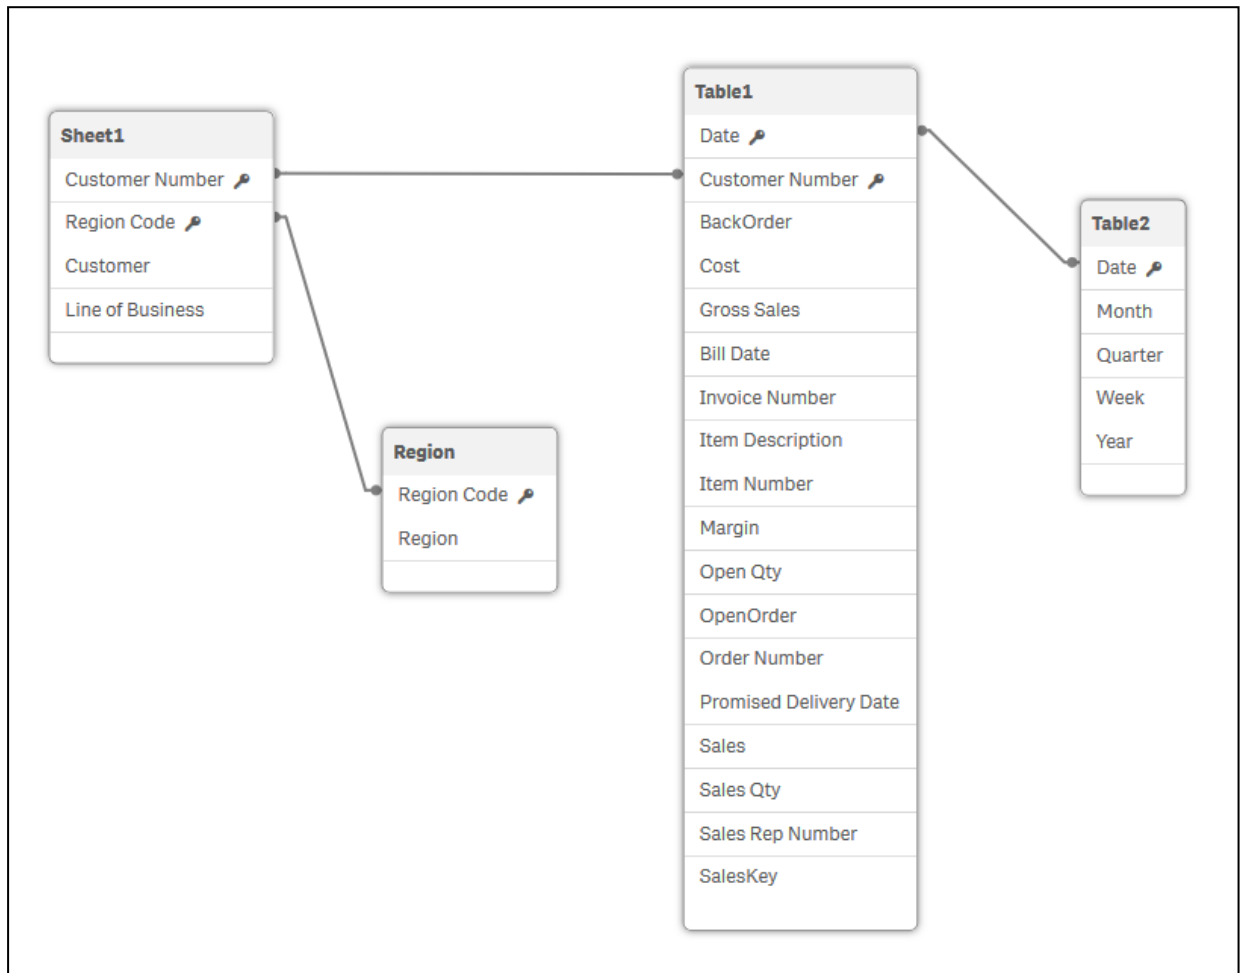 Sheet1
Customer Number
Region Code
Customer
Line of Business
Region
Region Code
Region
Table1
Date
Customer Number
BackOrder
Cost
Gross Sales
Bill Date
Invoice Number
Item Description
Item Number
Margin
Open Qty
OpenOrder
Order Number
Promised Delivery Date
Sales
Sales Qty
Sales Rep Number
SalesKey
Table2
Date
Month
Quarter
Week
Year